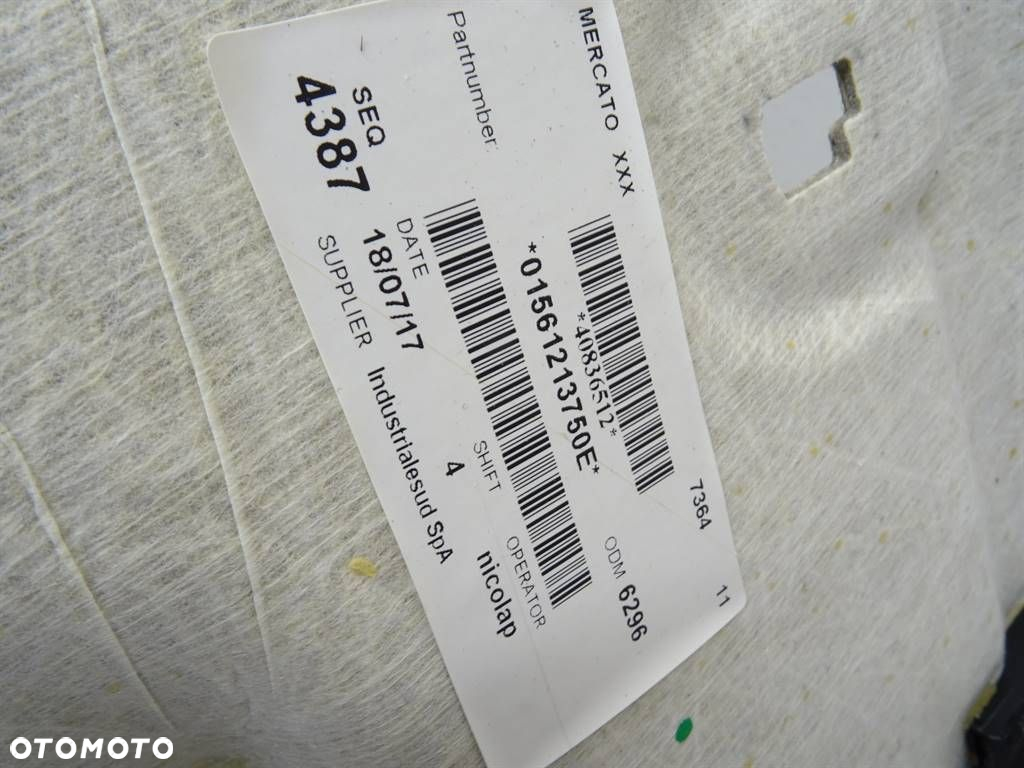 MERCATO XXX 7364 11
*40836512*
Partnumber: *01561213750E* ODM 6296
SEQ DATE SHIFT OPERATOR
4387 18/07/17 4 nicolap
SUPPLIER Industrialesud SpA
OTOMOTO